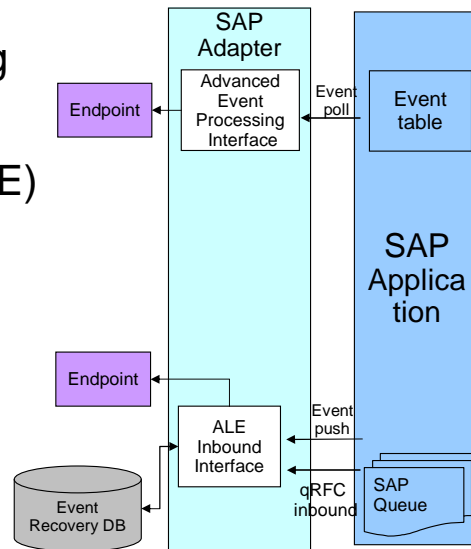 g
E)
SAP
Adapter
Advanced
Event
Processing
Interface
Endpoint
Event
poll
Event
table
SAP
Applica
tion
Endpoint
ALE
Inbound
Interface
Event
push
qRFC
inbound
SAP
Queue
Event
Recovery DB